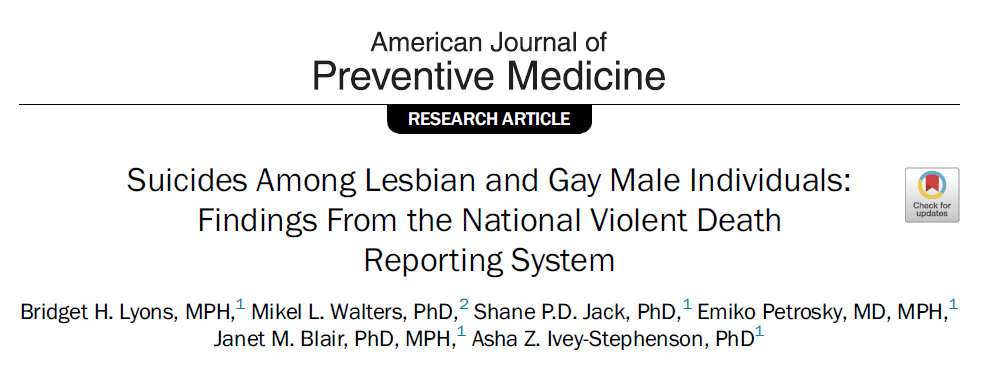 American Journal of
Preventive Medicine
RESEARCH ARTICLE
Suicides Among Lesbian and Gay Male Individuals:
Findings From the National Violent Death
Reporting System
Check for
updates
Bridget H. Lyons, MPH,1 Mikel L. Walters, PhD,2 Shane P.D. Jack, PhD,1 Emiko Petrosky, MD, MPH,1
Janet M. Blair, PhD, MPH,1 Asha Z. Ivey-Stephenson, PhD1